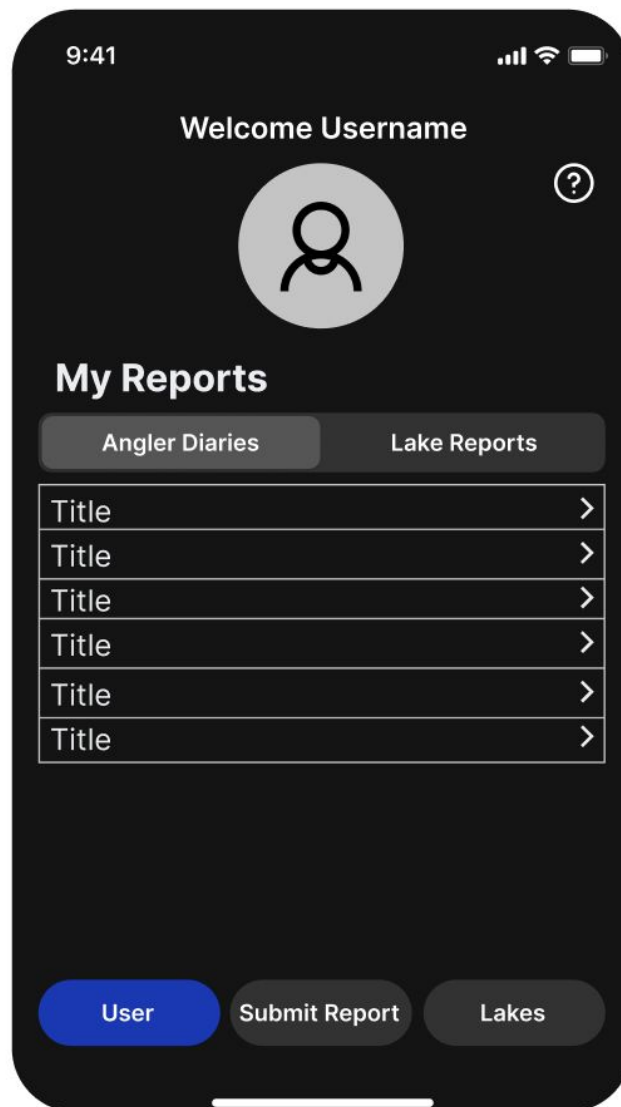 9:41
Welcome Username
?
My Reports
Angler Diaries Lake Reports
Title
Title
Title
Title
Title
Title
User Submit Report Lakes